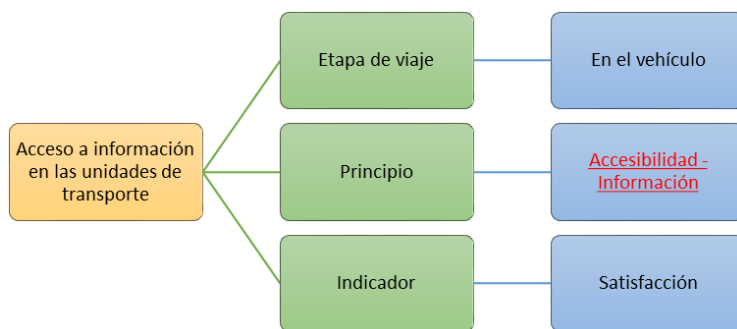 Etapa de viaje
En el vehículo
Acceso a información
en las unidades de
transporte
Principio
Accesibilidad -
Información
Indicador
Satisfacción